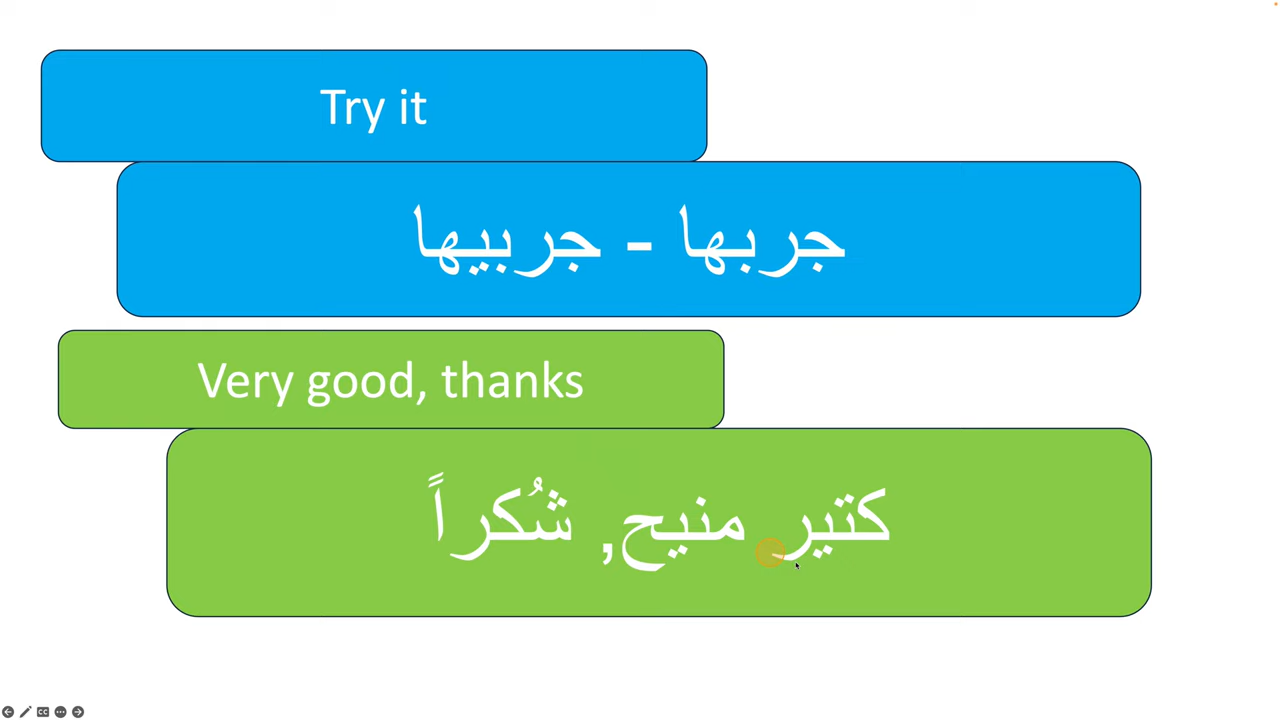 Try it
جربها - جربيها
Very good, thanks
كتير منيح, شُكراً